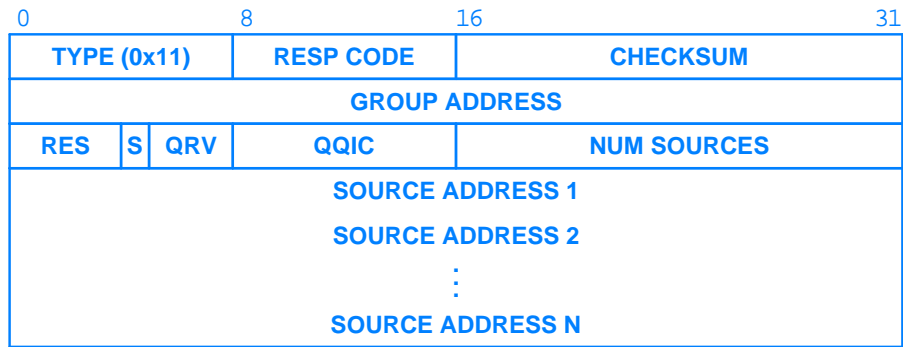 0 8 16 31
TYPE (0x11) RESP CODE CHECKSUM
GROUP ADDRESS
RES S QRV QQIC NUM SOURCES
SOURCE ADDRESS 1
SOURCE ADDRESS 2
⋮
SOURCE ADDRESS N